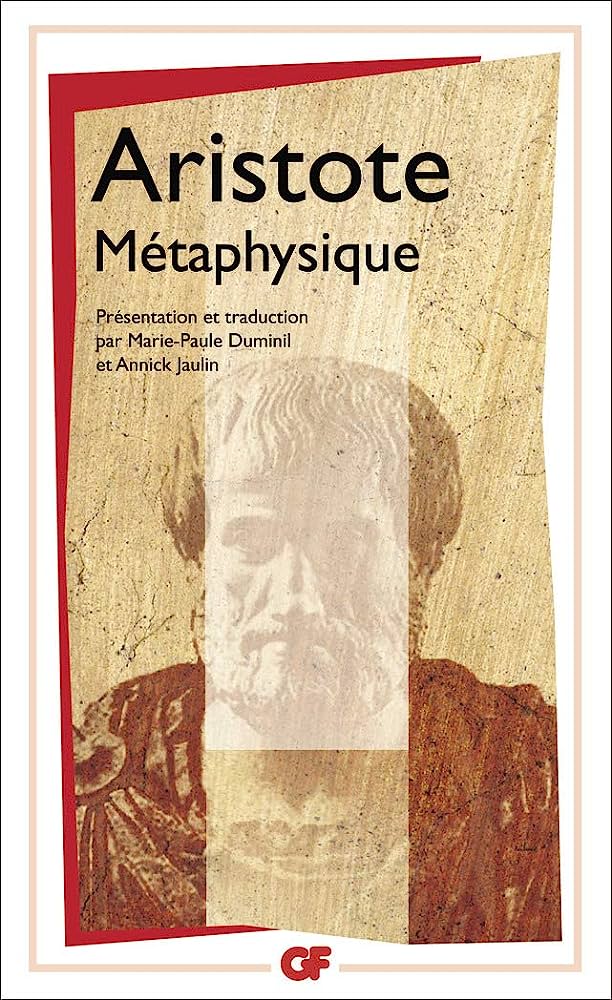 Aristote
Métaphysique
Présentation et traduction
par Marie-Paule Duminil
et Annick Jaulin
GF